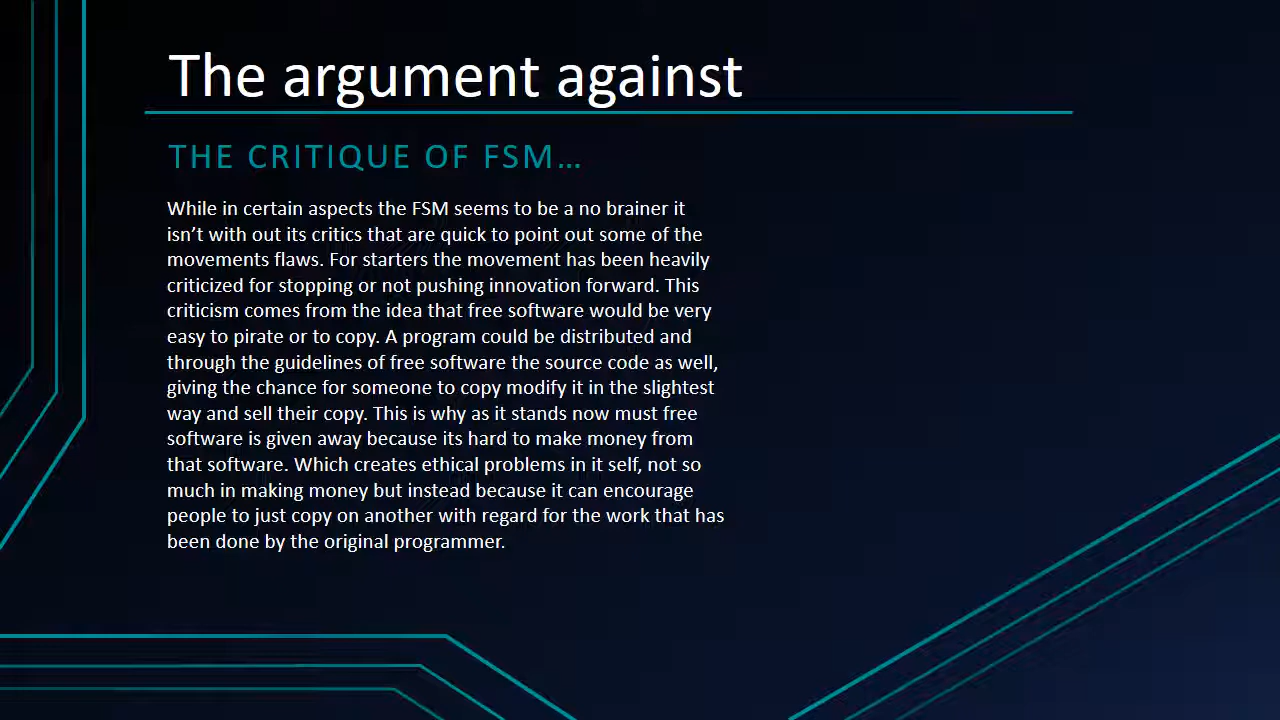 The argument against
THE CRITIQUE OF FSM…
While in certain aspects the FSM seems to be a no brainer it
isn’t with out its critics that are quick to point out some of the
movements flaws. For starters the movement has been heavily
criticized for stopping or not pushing innovation forward. This
criticism comes from the idea that free software would be very
easy to pirate or to copy. A program could be distributed and
through the guidelines of free software the source code as well,
giving the chance for someone to copy modify it in the slightest
way and sell their copy. This is why as it stands now must free
software is given away because its hard to make money from
that software. Which creates ethical problems in it self, not so
much in making money but instead because it can encourage
people to just copy on another with regard for the work that has
been done by the original programmer.